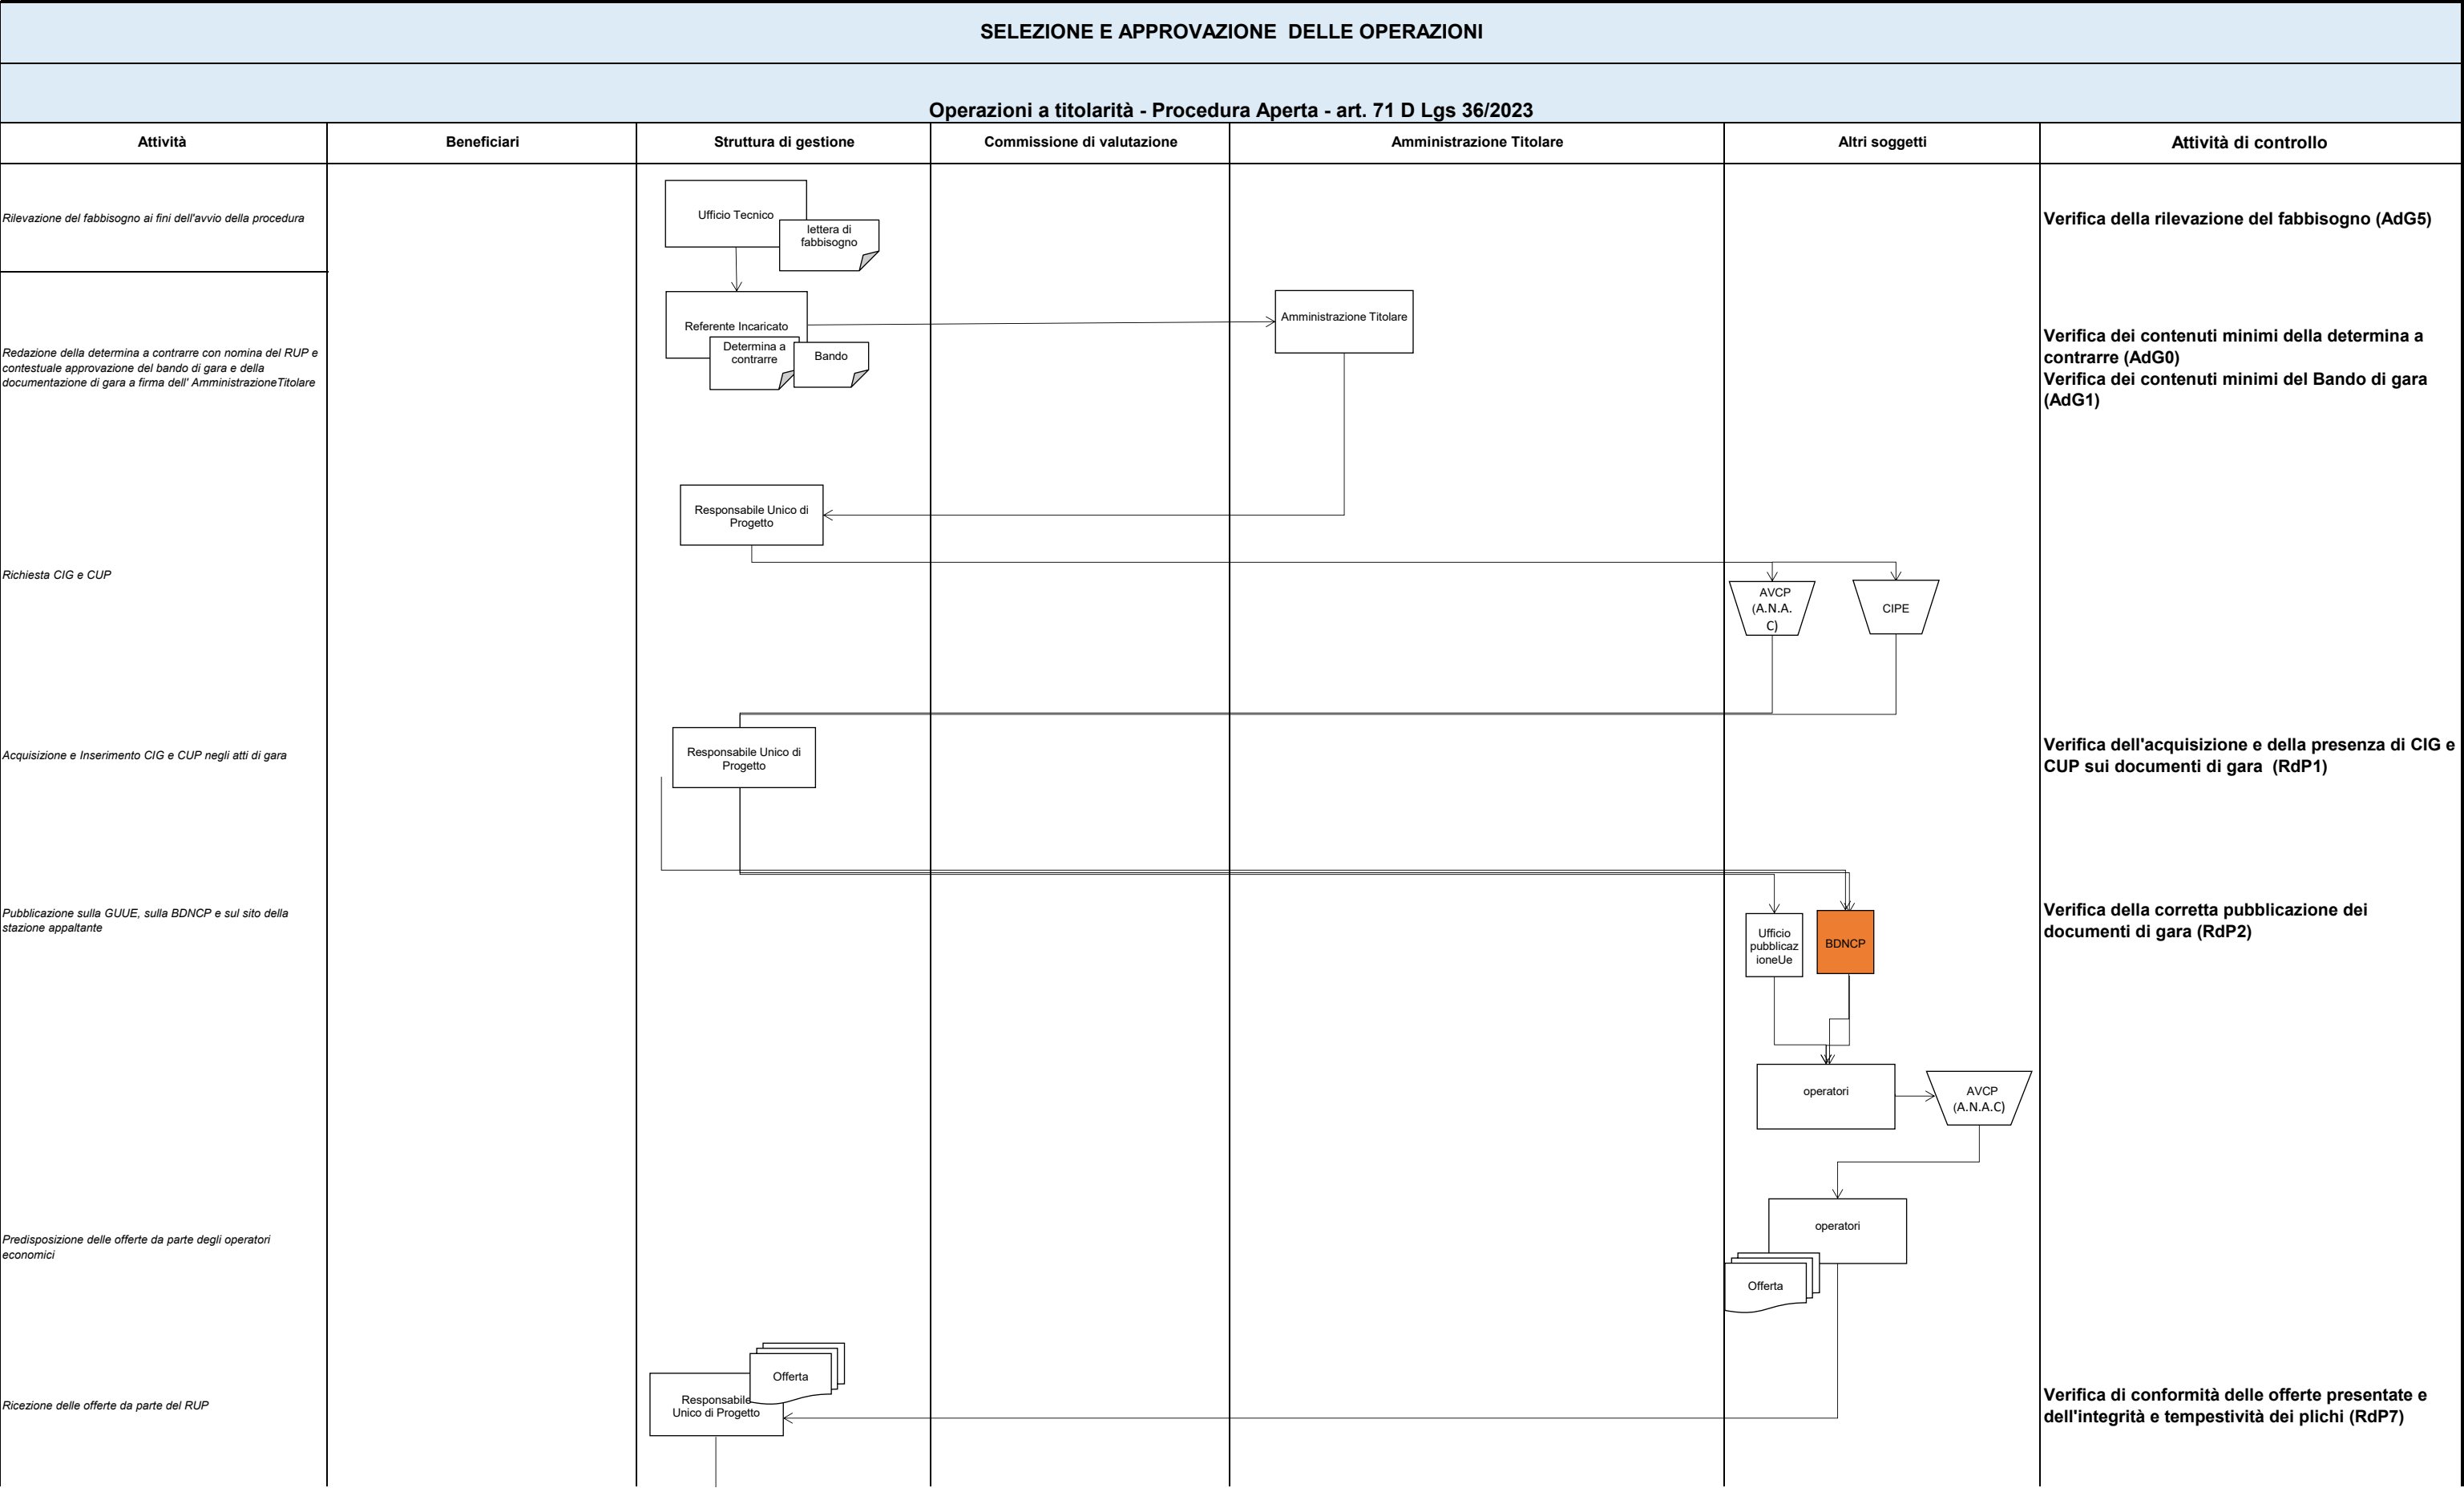 SELEZIONE E APPROVAZIONE DELLE OPERAZIONI
Operazioni a titolarità - Procedura Aperta - art. 71 D Lgs 36/2023
Attività
Beneficiari
Struttura di gestione
Commissione di valutazione
Amministrazione Titolare
Altri soggetti
Attività di controllo
Rilevazione del fabbisogno ai fini dell'avvio della procedura
Ufficio Tecnico
lettera di
fabbisogno
Verifica della rilevazione del fabbisogno (AdG5)
Redazione della determina a contrarre con nomina del RUP e
contestuale approvazione del bando di gara e della
documentazione di gara a firma dell' AmministrazioneTitolare
Referente Incaricato
Determina a
contrarre
Bando
Amministrazione Titolare
Verifica dei contenuti minimi della determina a
contrarre (AdG0)
Verifica dei contenuti minimi del Bando di gara
(AdG1)
Responsabile Unico di
Progetto
Richiesta CIG e CUP
AVCP
(A.N.A.
C)
CIPE
Acquisizione e Inserimento CIG e CUP negli atti di gara
Responsabile Unico di
Progetto
Verifica dell'acquisizione e della presenza di CIG e
CUP sui documenti di gara (RdP1)
Pubblicazione sulla GUUE, sulla BDNCP e sul sito della
stazione appaltante
Ufficio
pubblicaz
ioneUe
BDNCP
Verifica della corretta pubblicazione dei
documenti di gara (RdP2)
operatori
AVCP
(A.N.A.C)
Predisposizione delle offerte da parte degli operatori
economici
operatori
Offerta
Ricezione delle offerte da parte del RUP
Offerta
Responsabile
Unico di Progetto
Verifica di conformità delle offerte presentate e
dell'integrità e tempestività dei plichi (RdP7)